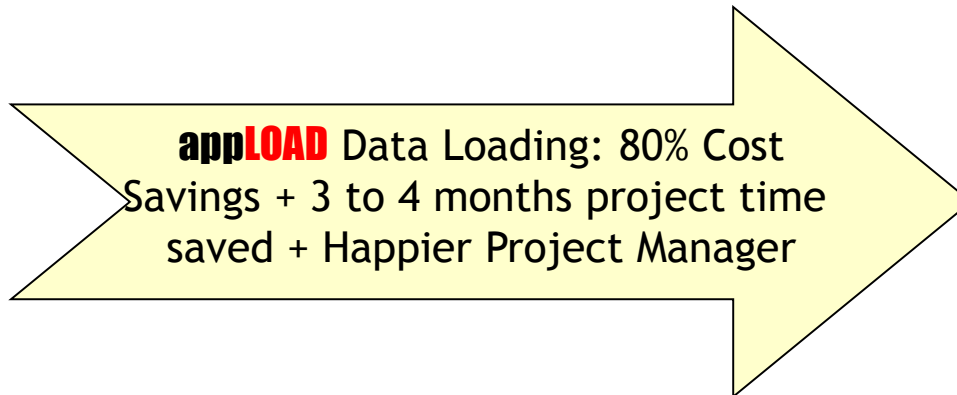 appLOAD Data Loading: 80% Cost
Savings + 3 to 4 months project time
saved + Happier Project Manager